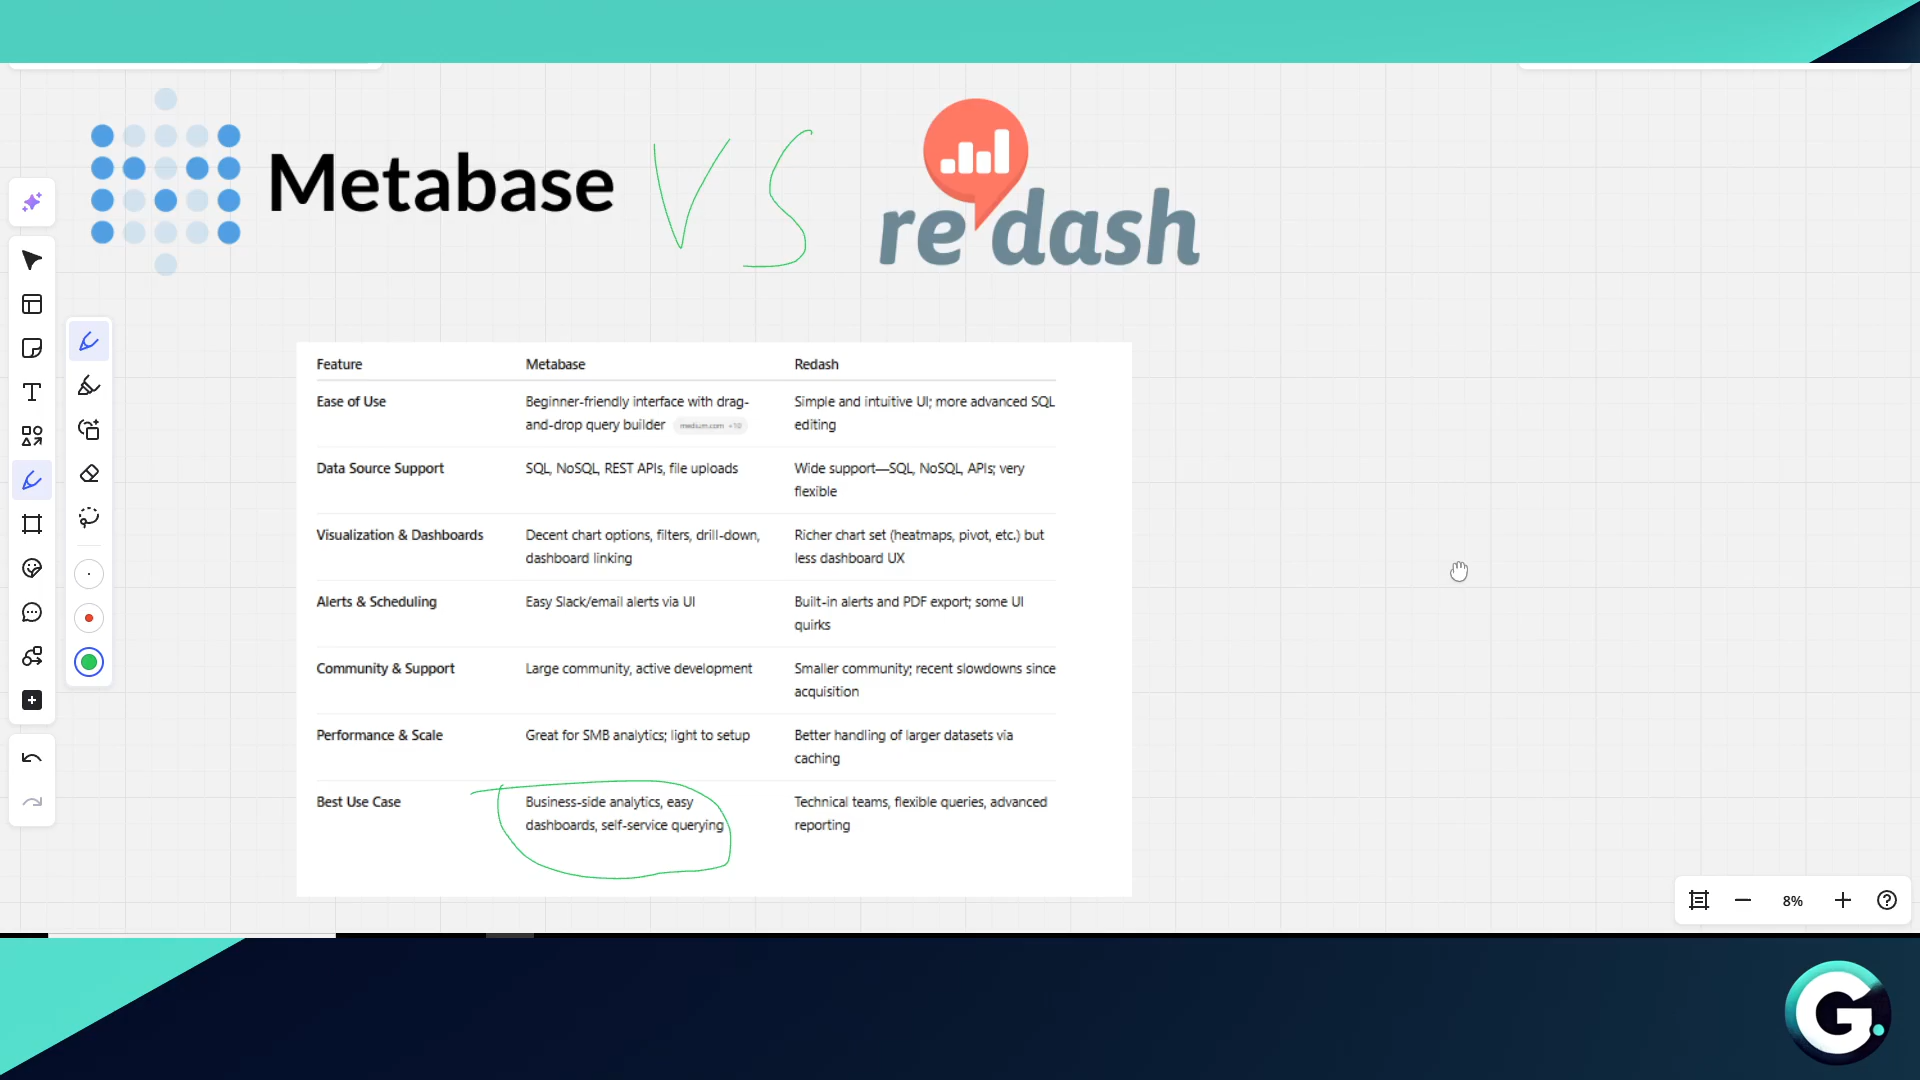 Metabase VS redash
Feature Metabase Redash
Ease of Use Beginner-friendly interface with drag- Simple and intuitive UI; more advanced SQL
and-drop query builder medium.com +10 editing
Data Source Support SQL, NoSQL, REST APIs, file uploads Wide support—SQL, NoSQL, APIs; very
flexible
Visualization & Dashboards Decent chart options, filters, drill-down, Richer chart set (heatmaps, pivot, etc.) but
dashboard linking less dashboard UX
Alerts & Scheduling Easy Slack/email alerts via UI Built-in alerts and PDF export; some UI
quirks
Community & Support Large community, active development Smaller community; recent slowdowns since
acquisition
Performance & Scale Great for SMB analytics; light to setup Better handling of larger datasets via
caching
Best Use Case Business-side analytics, easy Technical teams, flexible queries, advanced
dashboards, self-service querying reporting
8%
G.